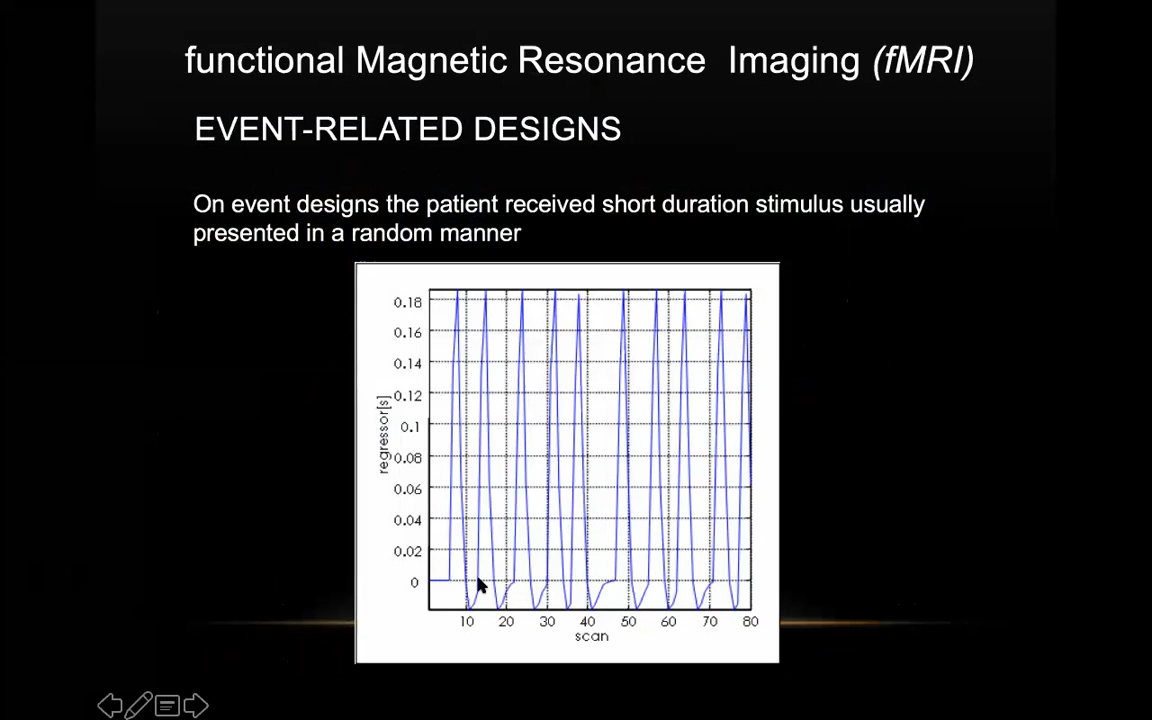 functional Magnetic Resonance Imaging (fMRI)
EVENT-RELATED DESIGNS
On event designs the patient received short duration stimulus usually
presented in a random manner
0.18
0.16
0.14
0.12
0.1
0.08
0.06
0.04
0.02
0
regressor[s]
10 20 30 40 50 60 70 80
scan